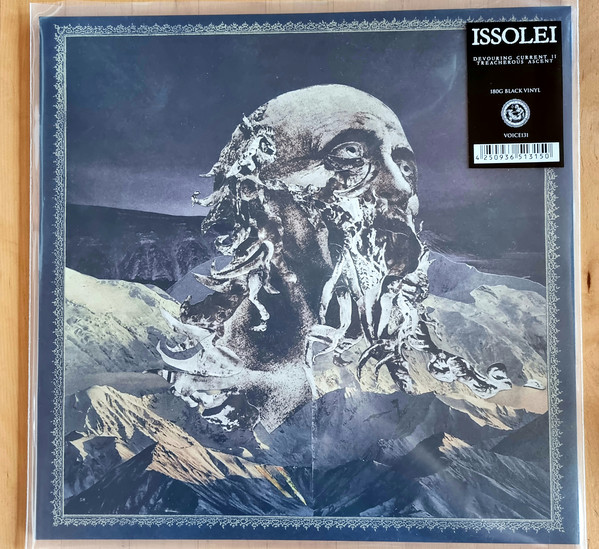 ISSOLEI
DEVOURING CURRENT II
TREACHEROUS ASCENT
180G BLACK VINYL
VOICE131
4 250936 513150